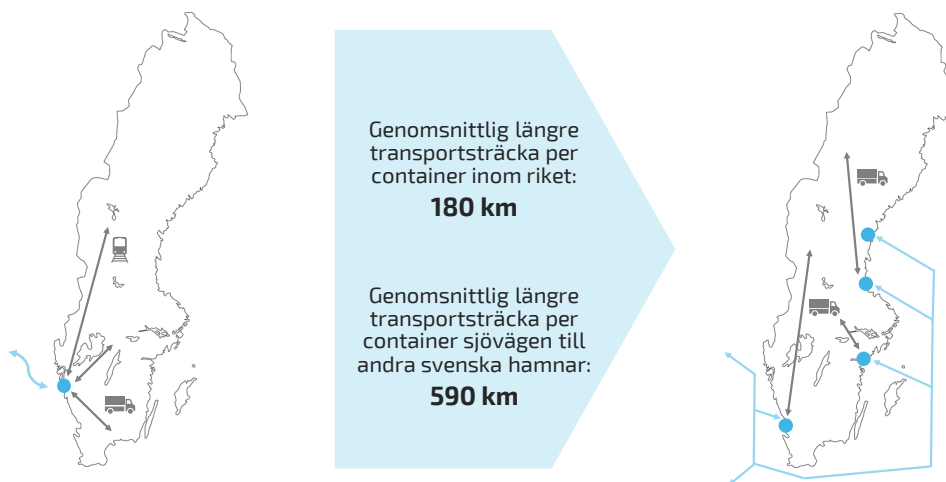 Genomsnittlig längre
transportsträcka per
container inom riket:
180 km
Genomsnittlig längre
transportsträcka per
container sjövägen till
andra svenska hamnar:
590 km